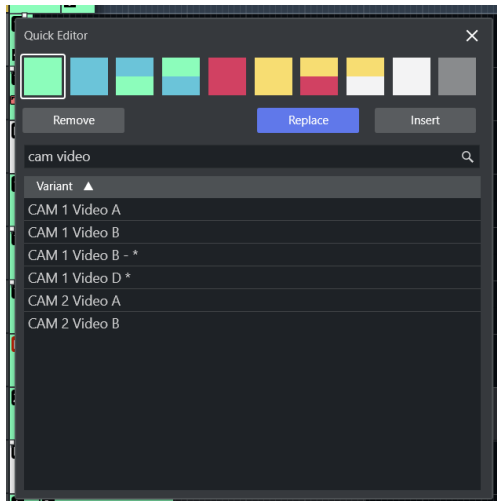 Quick Editor
Remove Replace Insert
cam video
Variant ▲
CAM 1 Video A
CAM 1 Video B
CAM 1 Video B - *
CAM 1 Video D *
CAM 2 Video A
CAM 2 Video B